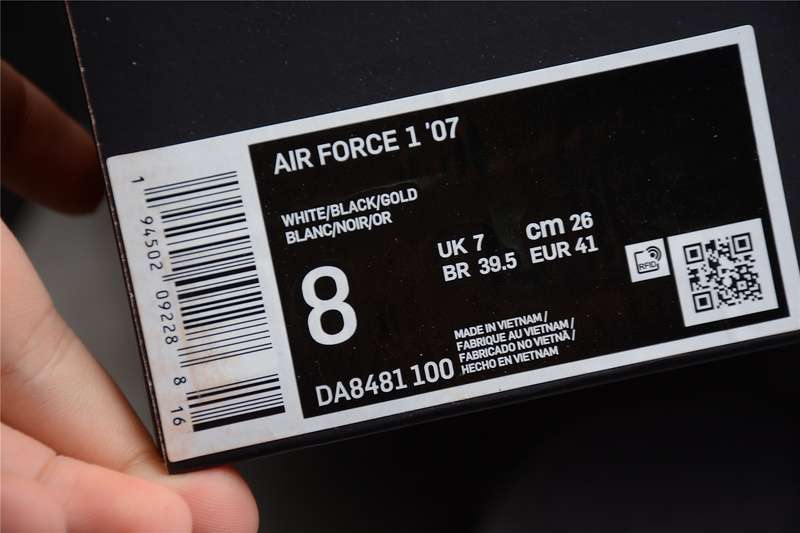 AIR FORCE 1 '07
WHITE/BLACK/GOLD
BLANC/NOIR/OR
8
UK 7 cm 26
BR 39.5 EUR 41
RFID
MADE IN VIETNAM/
FABRIQUE AU VIETNAM/
FABRICADO NO VIETNÃ/
HECHO EN VIETNAM
DA8481 100
1 94502 09228 8 16